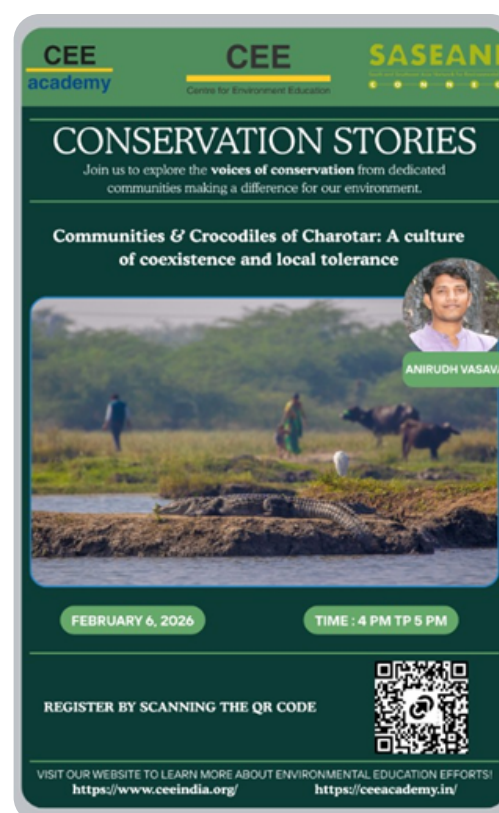 CEE
academy
CEE
Centre for Environment Education
SASEANE
CONNEC
CONSERVATION STORIES
Join us to explore the voices of conservation from dedicated
communities making a difference for our environment.
Communities & Crocodiles of Charotar: A culture
of coexistence and local tolerance
ANIRUDH VASAVA
FEBRUARY 6, 2026
TIME : 4 PM TP 5 PM
REGISTER BY SCANNING THE QR CODE
VISIT OUR WEBSITE TO LEARN MORE ABOUT ENVIRONMENTAL EDUCATION EFFORTS!
https://www.ceeindia.org/
https://ceeacademy.in/